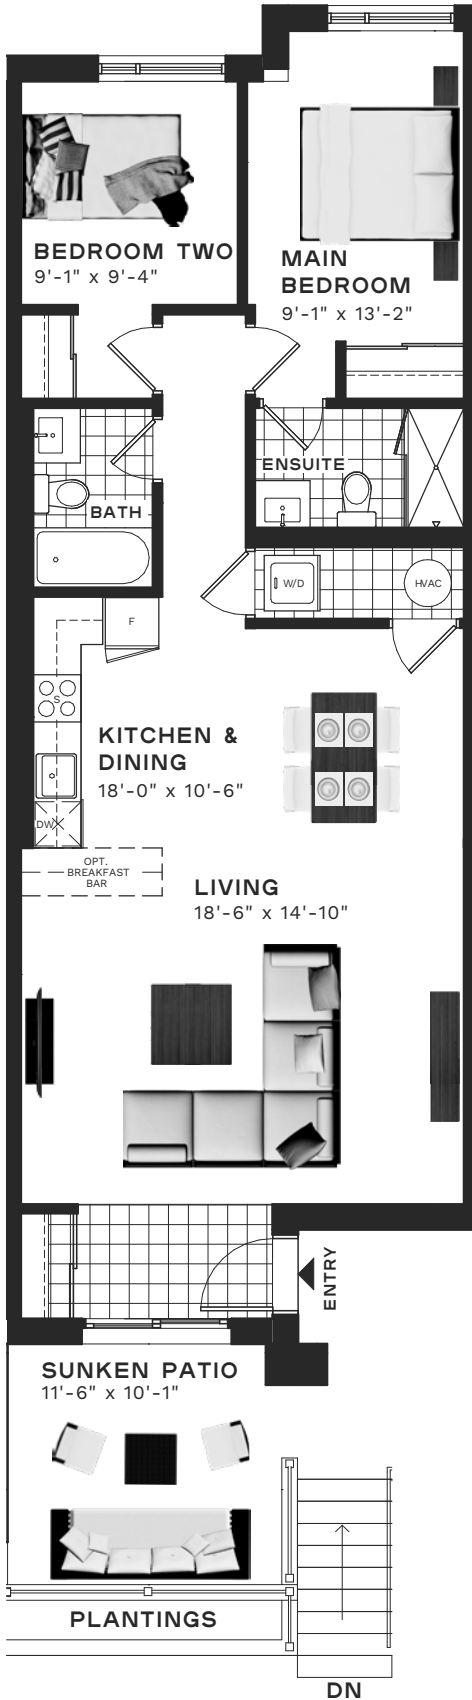 BEDROOM TWO
9'-1" x 9'-4"
MAIN
BEDROOM
9'-1" x 13'-2"
ENSUITE
BATH
W/D
HVAC
F
S
KITCHEN &
DINING
18'-0" x 10'-6"
DW
OPT.
BREAKFAST
BAR
LIVING
18'-6" x 14'-10"
ENTRY
SUNKEN PATIO
11'-6" x 10'-1"
PLANTINGS
DN